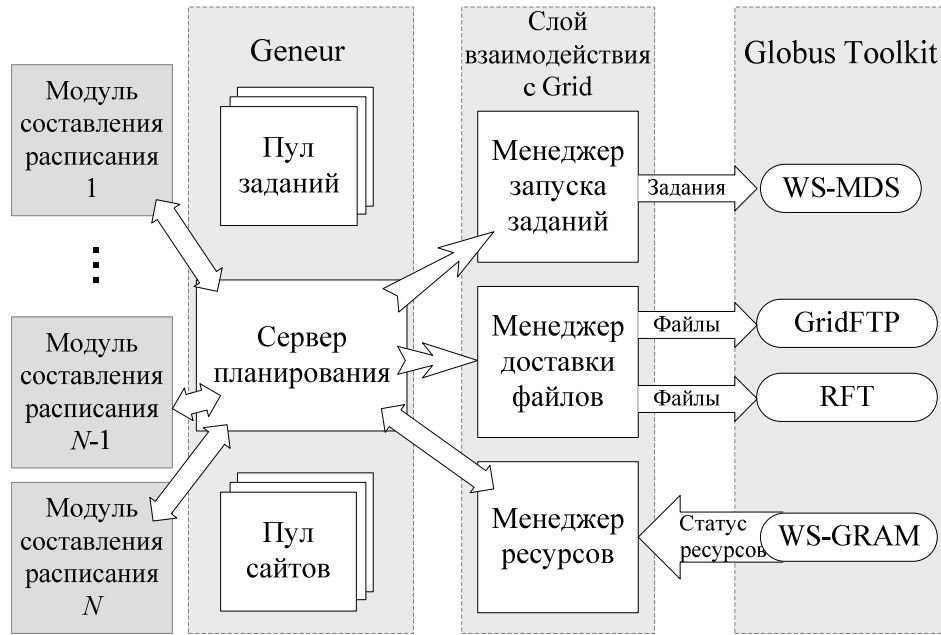 Модуль
составления
расписания
1
Модуль
составления
расписания
N-1
Модуль
составления
расписания
N
Geneur
Пул
заданий
Сервер
планирования
Пул
сайтов
Слой
взаимодействия
с Grid
Менеджер
запуска
заданий
Менеджер
доставки
файлов
Менеджер
ресурсов
Задания
Файлы
Файлы
Статус
ресурсов
Globus Toolkit
WS-MDS
GridFTP
RFT
WS-GRAM